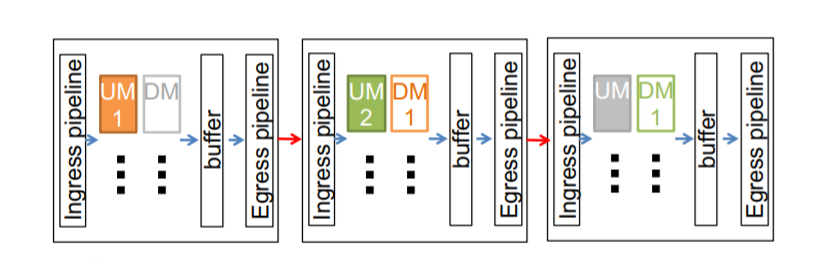 Ingress pipeline
UM
1
DM
buffer
Egress pipeline
Ingress pipeline
UM
2
DM
1
buffer
Egress pipeline
Ingress pipeline
UM
DM
1
buffer
Egress pipeline